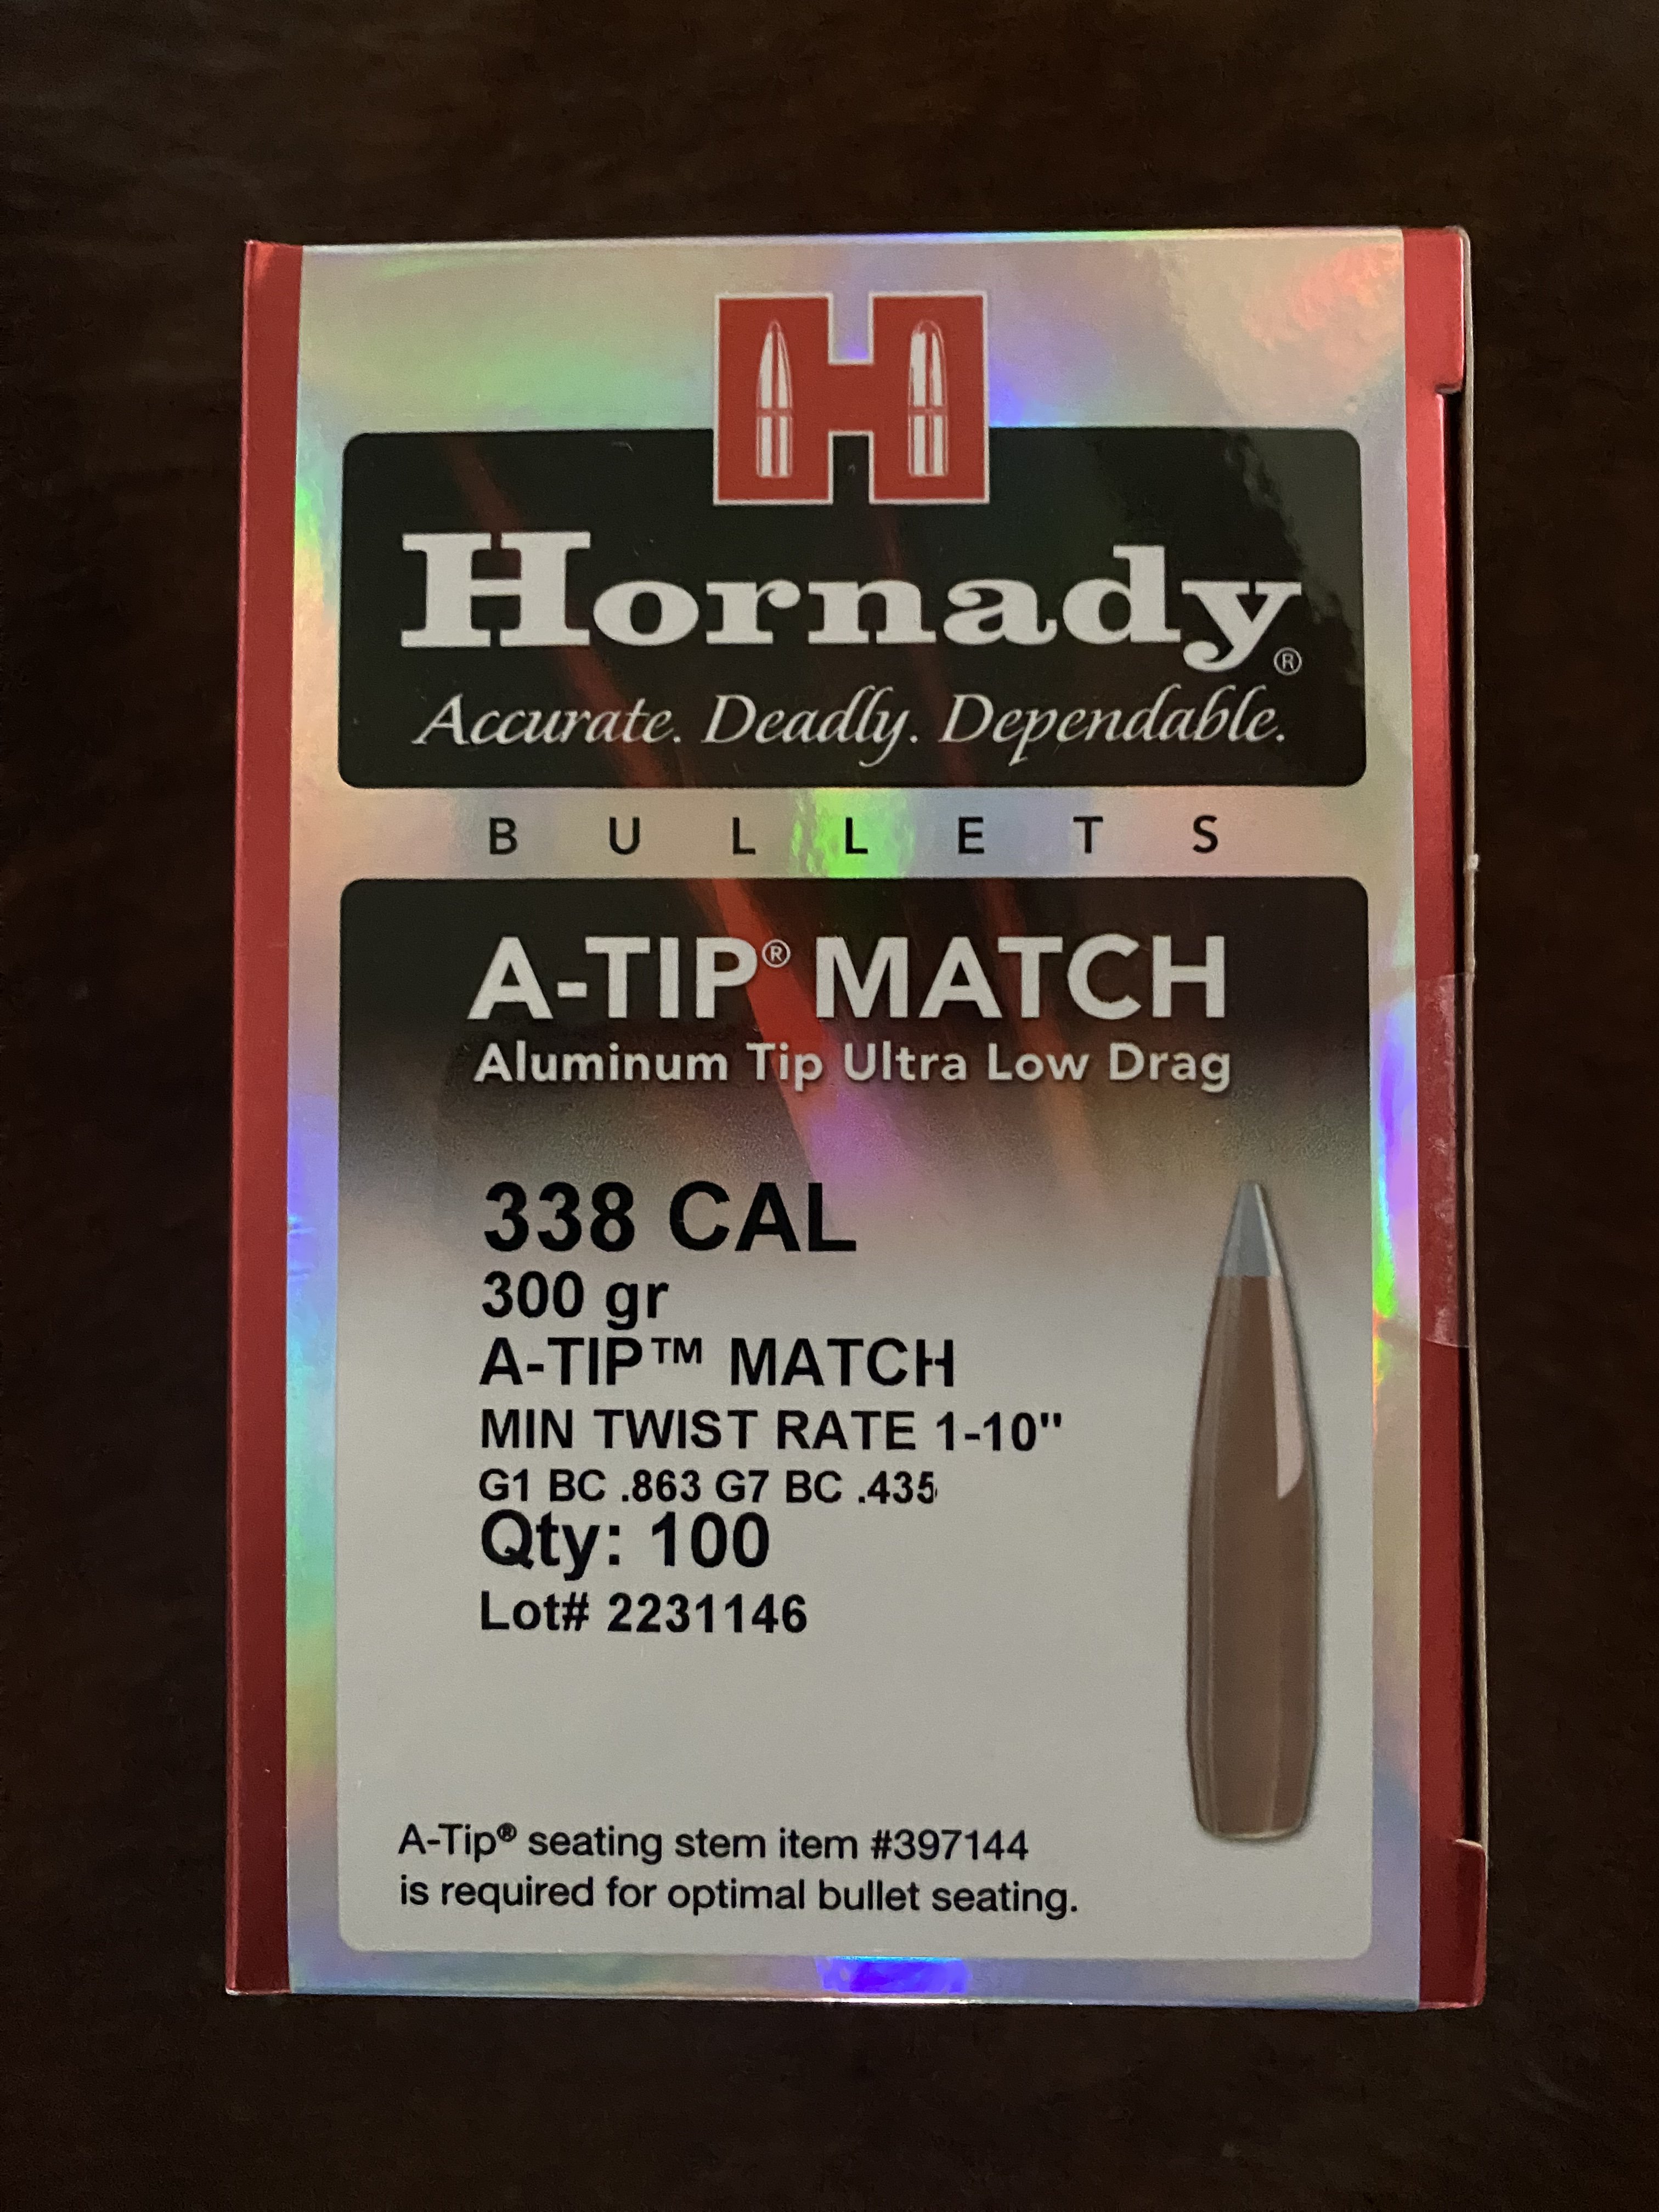 H
Hornady®
Accurate. Deadly. Dependable.
BULLETS
A-TIP® MATCH
Aluminum Tip Ultra Low Drag
338 CAL
300 gr
A-TIP™ MATCH
MIN TWIST RATE 1-10"
G1 BC .863 G7 BC .435
Qty: 100
Lot# 2231146
A-Tip® seating stem item #397144
is required for optimal bullet seating.